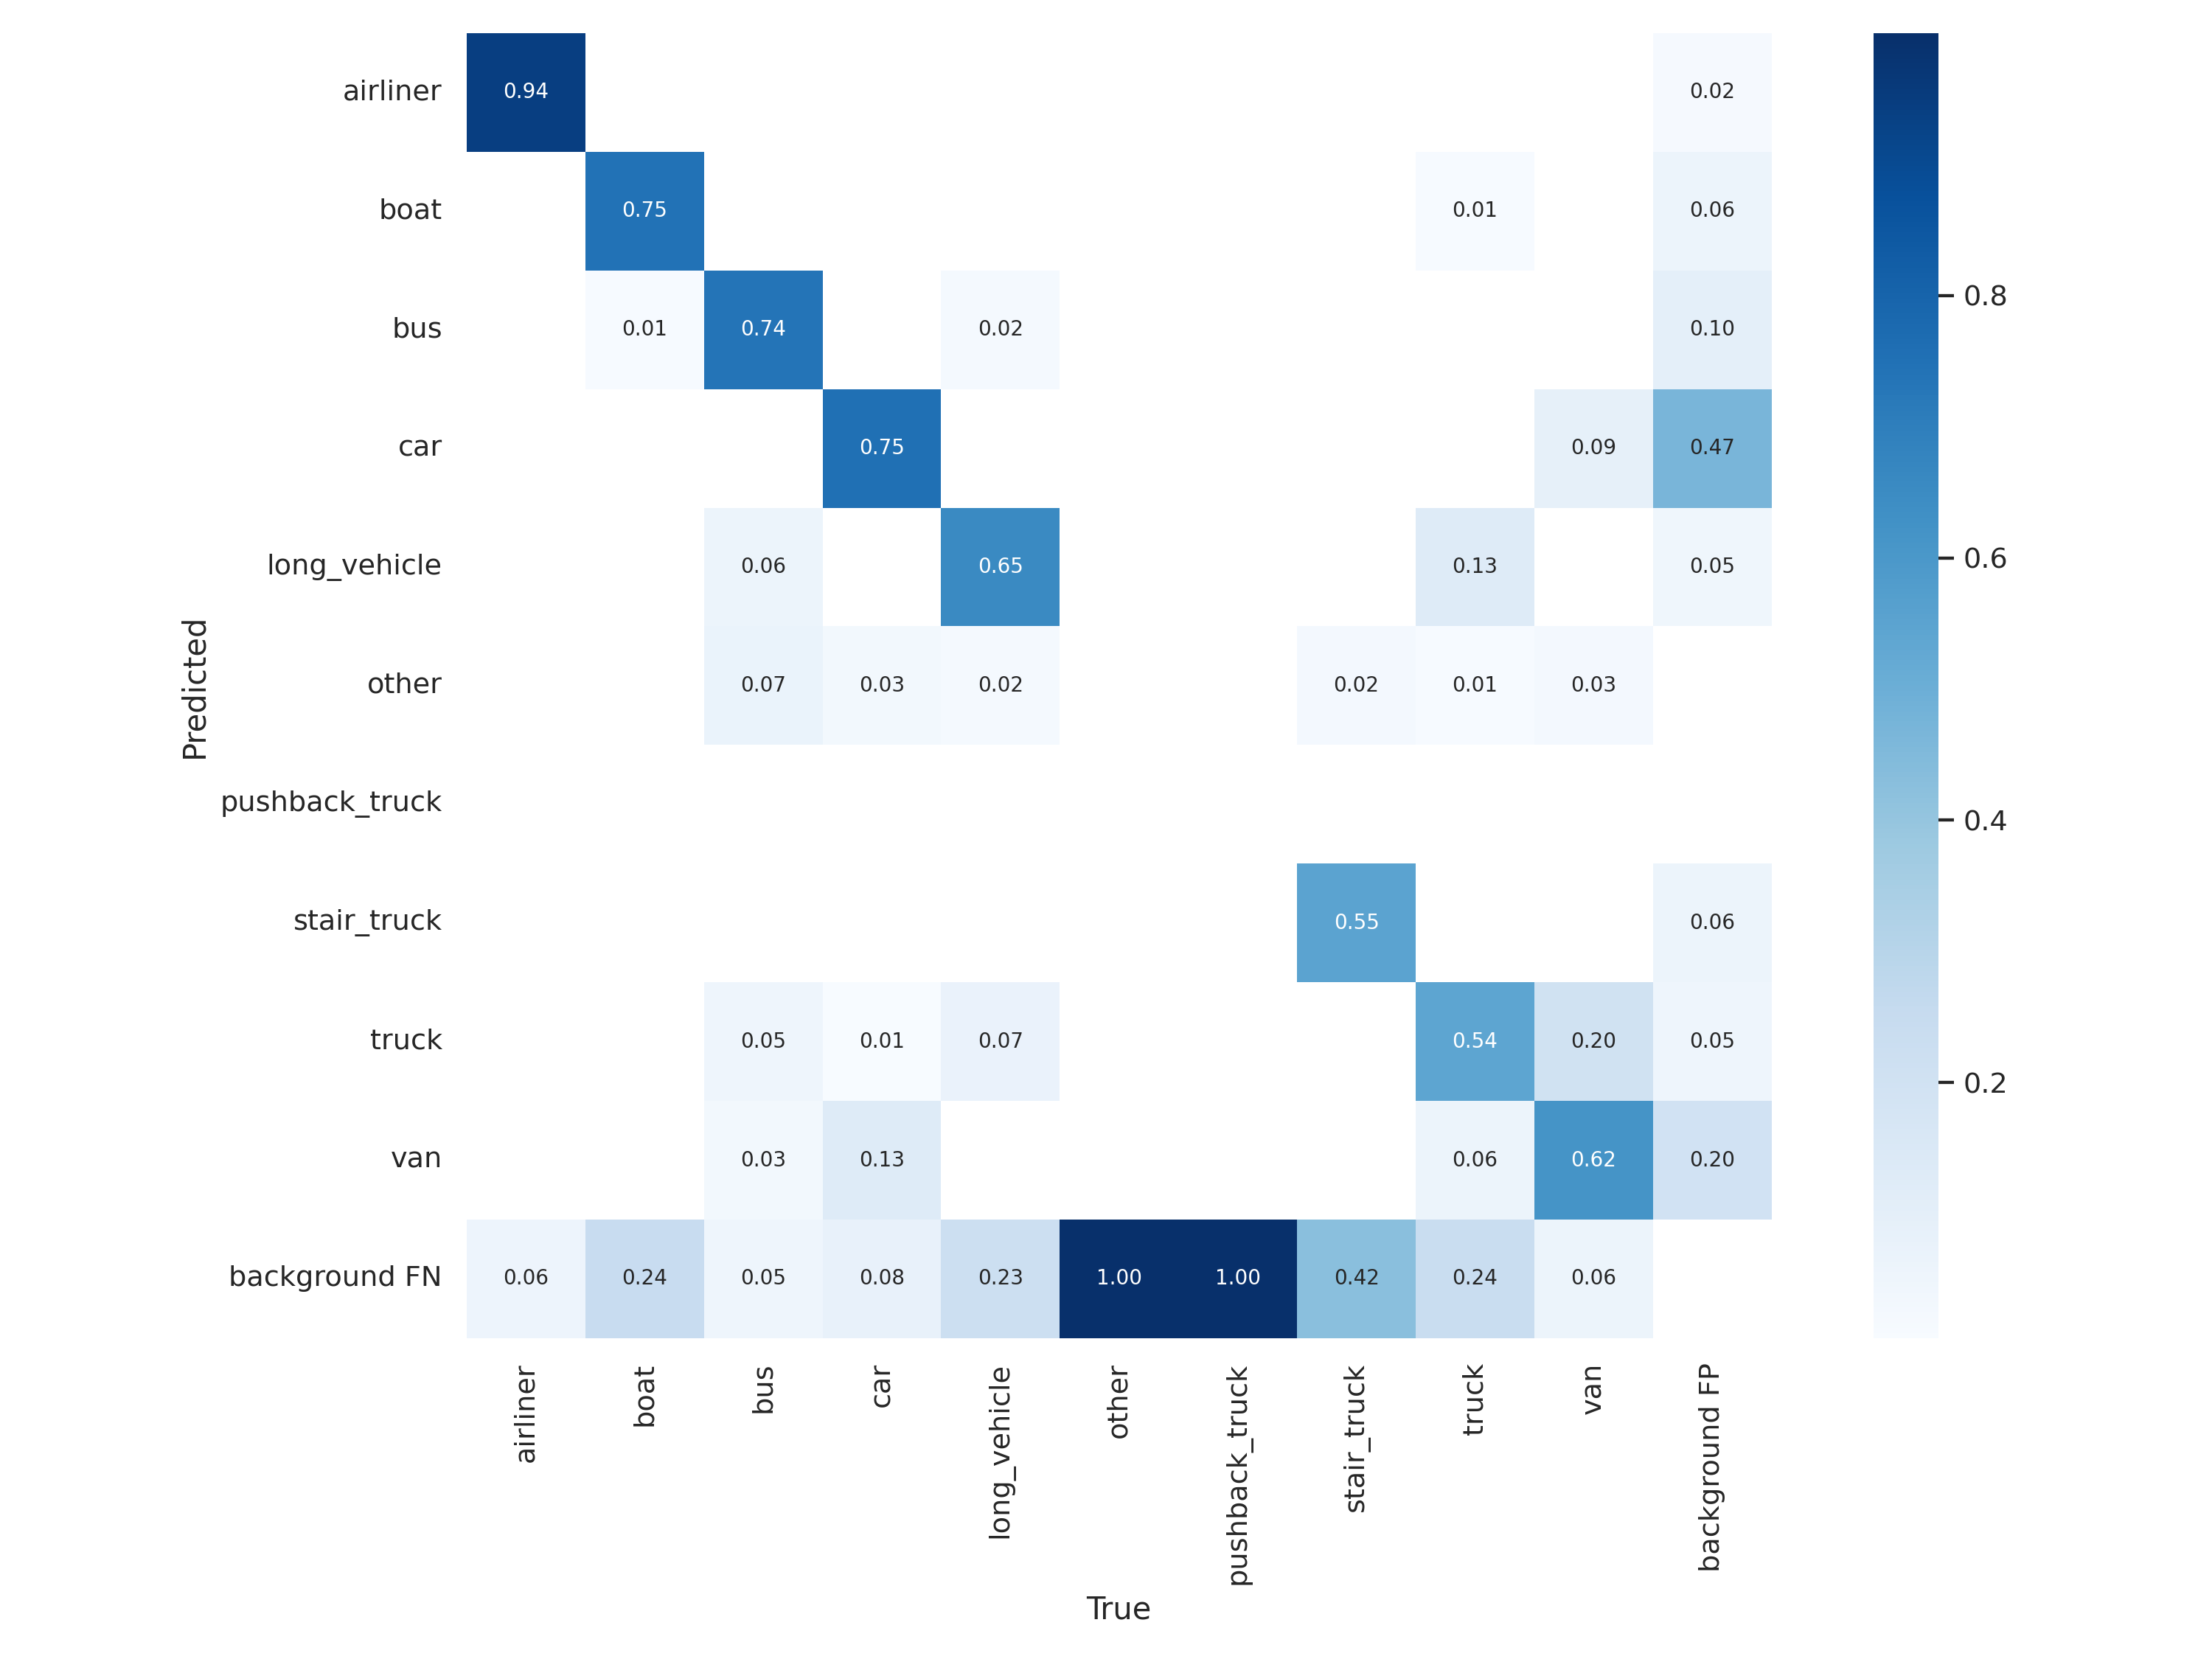 airliner 0.94 0.02
boat 0.75 0.01 0.06
bus 0.01 0.74 0.02 0.10 0.8
car 0.75 0.09 0.47
long_vehicle 0.06 0.65 0.13 0.05 0.6
other 0.07 0.03 0.02 0.02 0.01 0.03
Predicted
pushback_truck 0.4
stair_truck 0.55 0.06
truck 0.05 0.01 0.07 0.54 0.20 0.05 0.2
van 0.03 0.13 0.06 0.62 0.20
background FN 0.06 0.24 0.05 0.08 0.23 1.00 1.00 0.42 0.24 0.06
airliner
boat
bus
car
long_vehicle
other
pushback_truck
stair_truck
truck
van
background FP
True